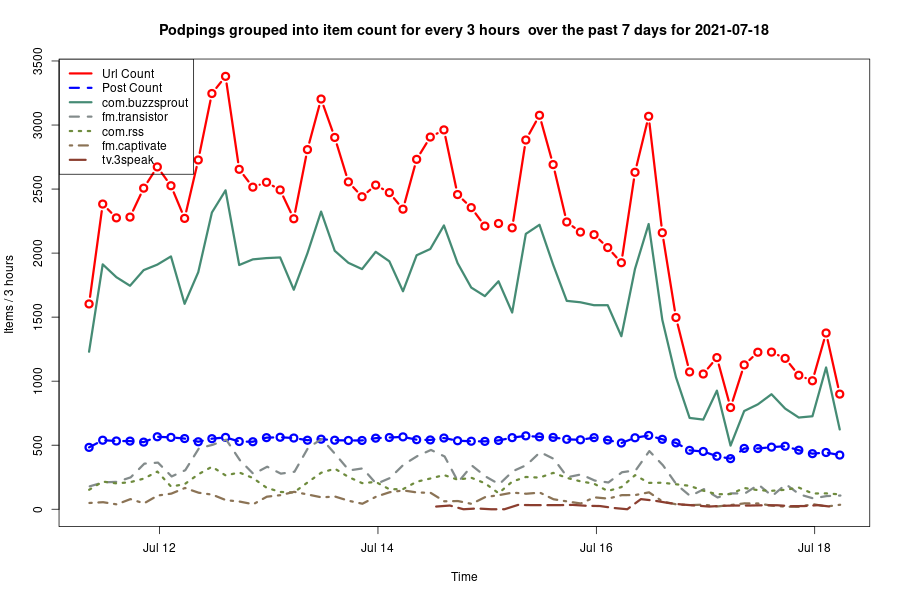 Podpings grouped into item count for every 3 hours  over the past 7 days for 2021-07-18
Items / 3 hours
3500
3000
2500
2000
1500
1000
500
0
Url Count
Post Count
com.buzzsprout
fm.transistor
com.rss
fm.captivate
tv.3speak
Jul 12
Jul 14
Jul 16
Jul 18
Time